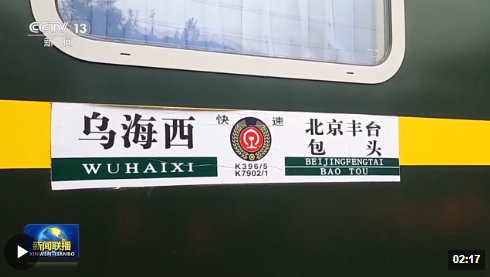 CCTV 13
新闻
乌海西
WUHAIXI
快 速
K396/5
K7902/1
北京丰台
包 头
BEIJINGFENGTAI
BAO TOU
新闻联播
XINWEN LIANBO
02:17